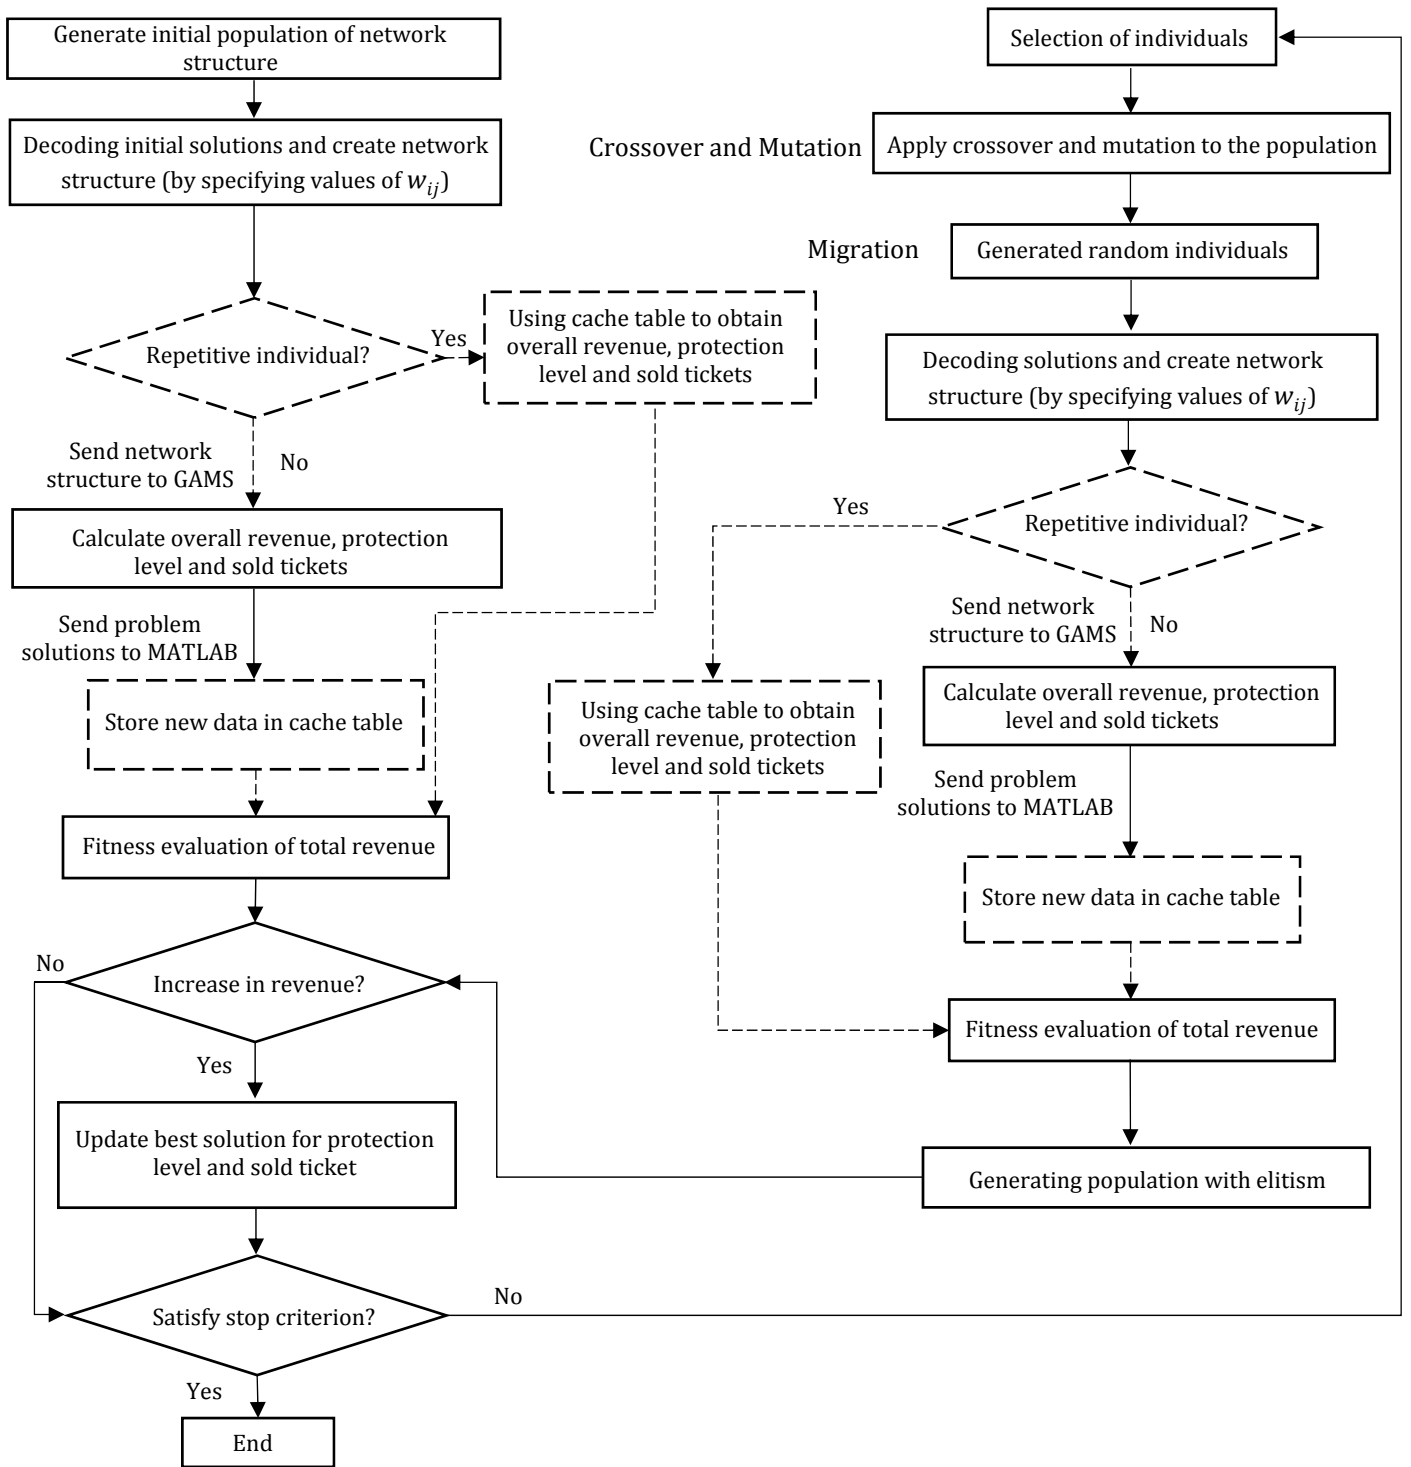 Generate initial population of network
structure
Decoding initial solutions and create network
structure (by specifying values of w_{ij})
Repetitive individual?
Yes
Using cache table to obtain
overall revenue, protection
level and sold tickets
Send network
structure to GAMS
No
Calculate overall revenue, protection
level and sold tickets
Send problem
solutions to MATLAB
Store new data in cache table
Fitness evaluation of total revenue
No
Increase in revenue?
Yes
Update best solution for protection
level and sold ticket
Satisfy stop criterion?
No
Yes
End
Selection of individuals
Crossover and Mutation
Apply crossover and mutation to the population
Migration
Generated random individuals
Decoding solutions and create network
structure (by specifying values of w_{ij})
Repetitive individual?
Yes
Using cache table to obtain
overall revenue, protection
level and sold tickets
Send network
structure to GAMS
No
Calculate overall revenue, protection
level and sold tickets
Send problem
solutions to MATLAB
Store new data in cache table
Fitness evaluation of total revenue
Generating population with elitism